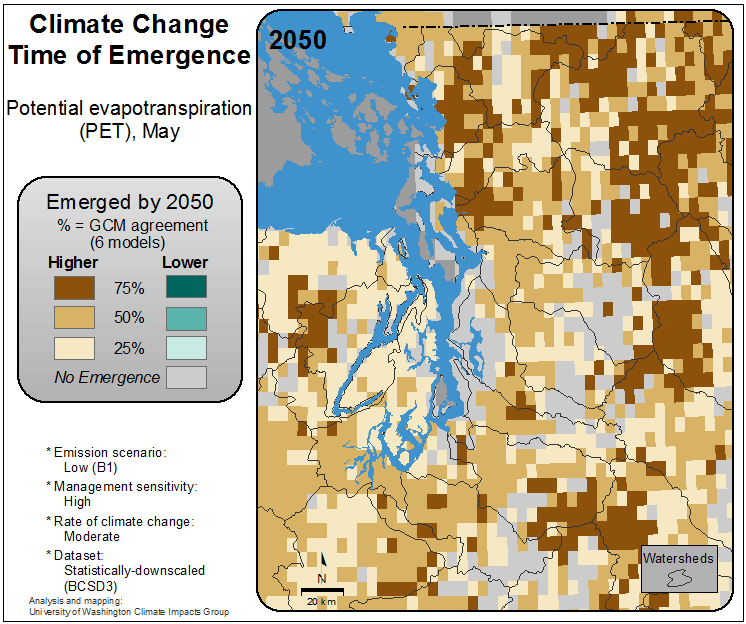 Climate Change
Time of Emergence
Potential evapotranspiration
(PET), May
Emerged by 2050
% = GCM agreement
(6 models)
Higher Lower
75%
50%
25%
No Emergence
* Emission scenario:
Low (B1)
* Management sensitivity:
High
* Rate of climate change:
Moderate
* Dataset:
Statistically-downscaled
(BCSD3)
Analysis and mapping:
University of Washington Climate Impacts Group
2050
N
20 km
Watersheds